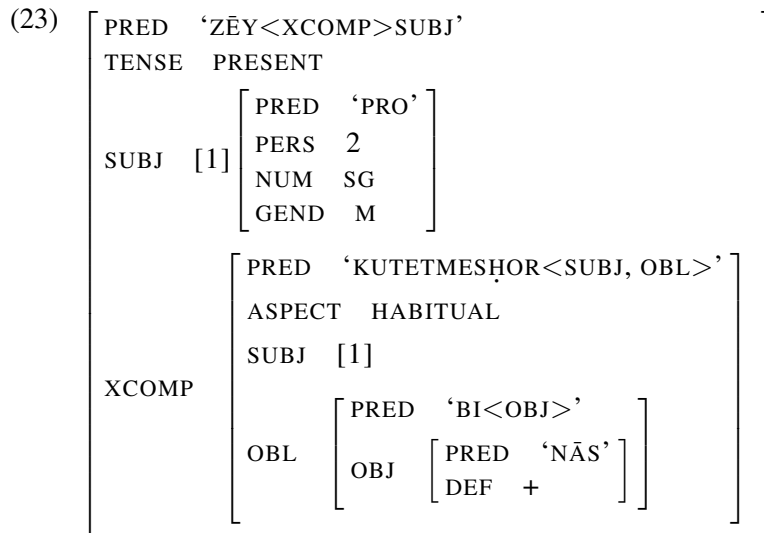 (23)
PRED ‘ZĒY<XCOMP>SUBJ’
TENSE PRESENT
SUBJ [1]
PRED ‘PRO’
PERS 2
NUM SG
GEND M
XCOMP
PRED ‘KUTETMESḤOR<SUBJ, OBL>’
ASPECT HABITUAL
SUBJ [1]
OBL
PRED ‘BI<OBJ>’
OBJ
PRED ‘NĀS’
DEF +